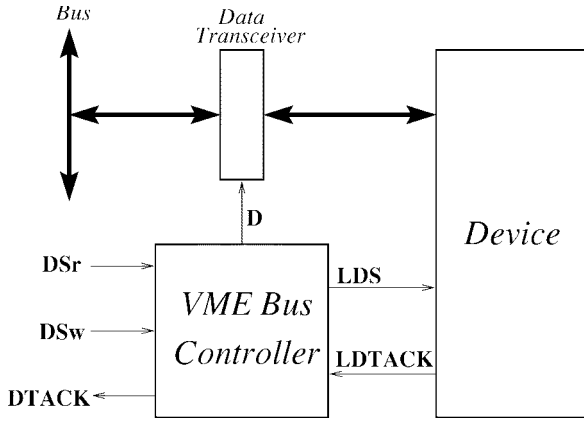 Bus
Data
Transceiver
D
Device
DSr
LDS
VME Bus
Controller
DSw
LDTACK
DTACK